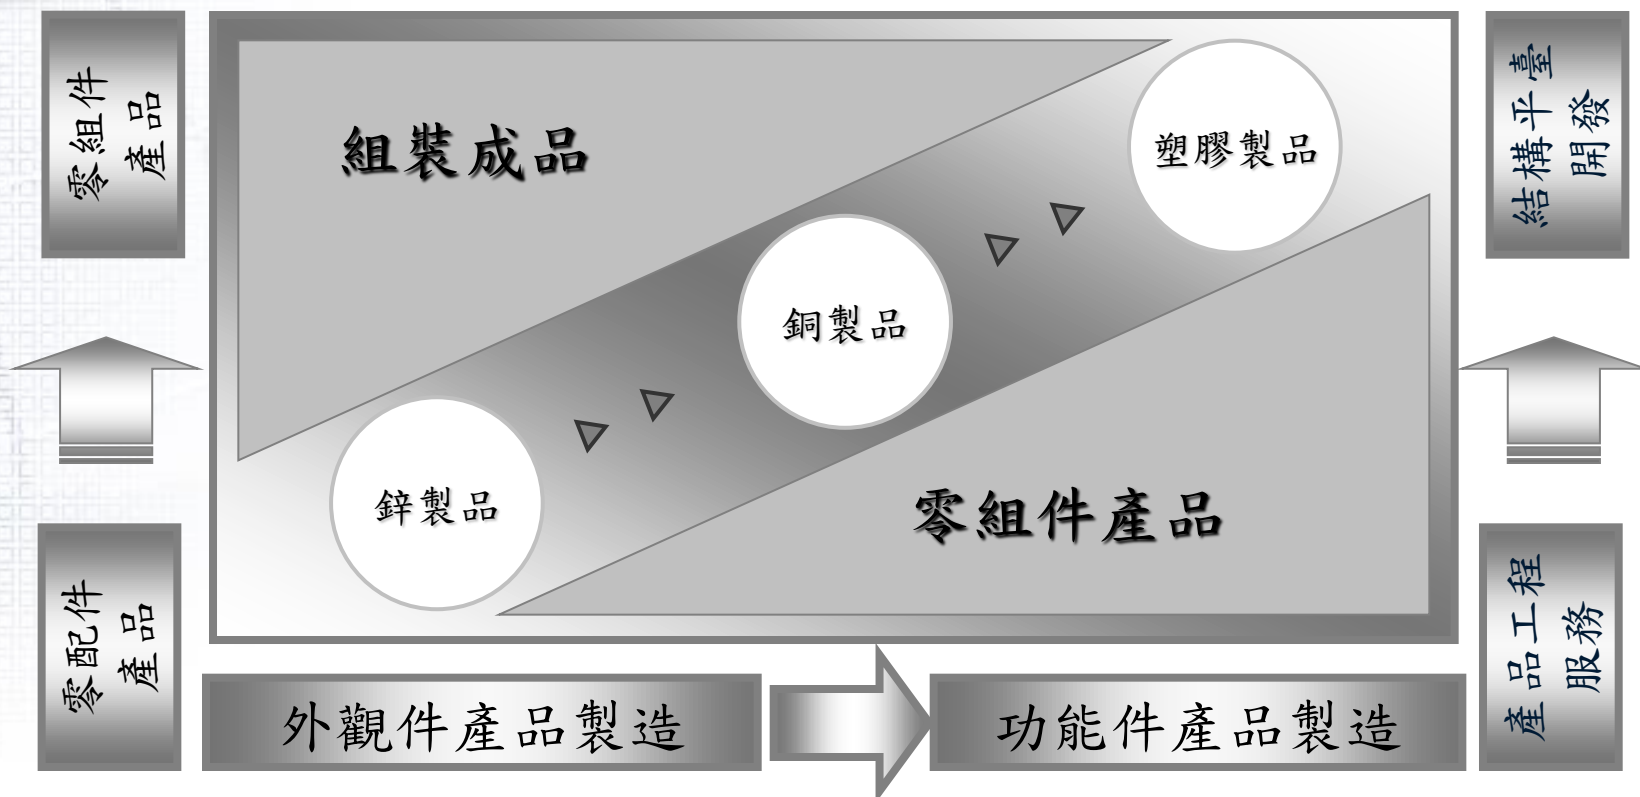 零組件
產品
組裝成品
塑膠製品
結構平臺
開發
銅製品
鋅製品
零組件產品
零配件
產品
外觀件產品製造
功能件產品製造
產品工程
服務